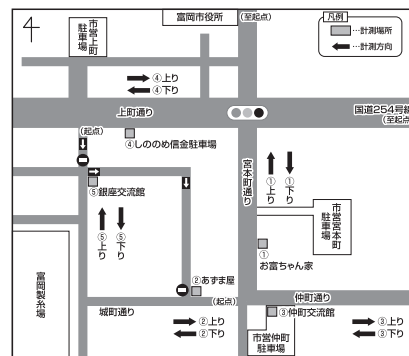 富岡市役所
(至起点)
凡例
…計測場所
…計測方向
市営上町
駐車場
④上り
④下り
上町通り
国道254号線
(至起点)
(起点)
④しののめ信金駐車場
⑤銀座交流館
宮本町通り
①上り
①下り
市営宮本町
駐車場
⑤上り
⑤下り
①
お富ちゃん家
富岡製糸場
②あずま屋
(起点)
城町通り
仲町通り
③仲町交流館
②上り
②下り
市営仲町
駐車場
③上り
③下り